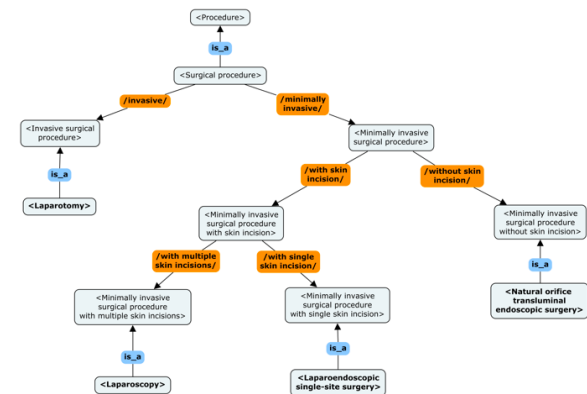 <Procedure>
is_a
<Surgical procedure>
/invasive/
/minimally
invasive/
<Invasive surgical
procedure>
<Minimally invasive
surgical procedure>
is_a
/with skin
incision/
/without skin
incision/
<Laparotomy>
<Minimally invasive
surgical procedure
with skin incision>
<Minimally invasive
surgical procedure
without skin incision>
/with multiple
skin incisions/
/with single
skin incision/
is_a
<Minimally invasive
surgical procedure
with multiple skin incisions>
<Minimally invasive
surgical procedure
with single skin incision>
<Natural orifice
transluminal
endoscopic surgery>
is_a
is_a
<Laparoscopy>
<Laparoendoscopic
single-site surgery>